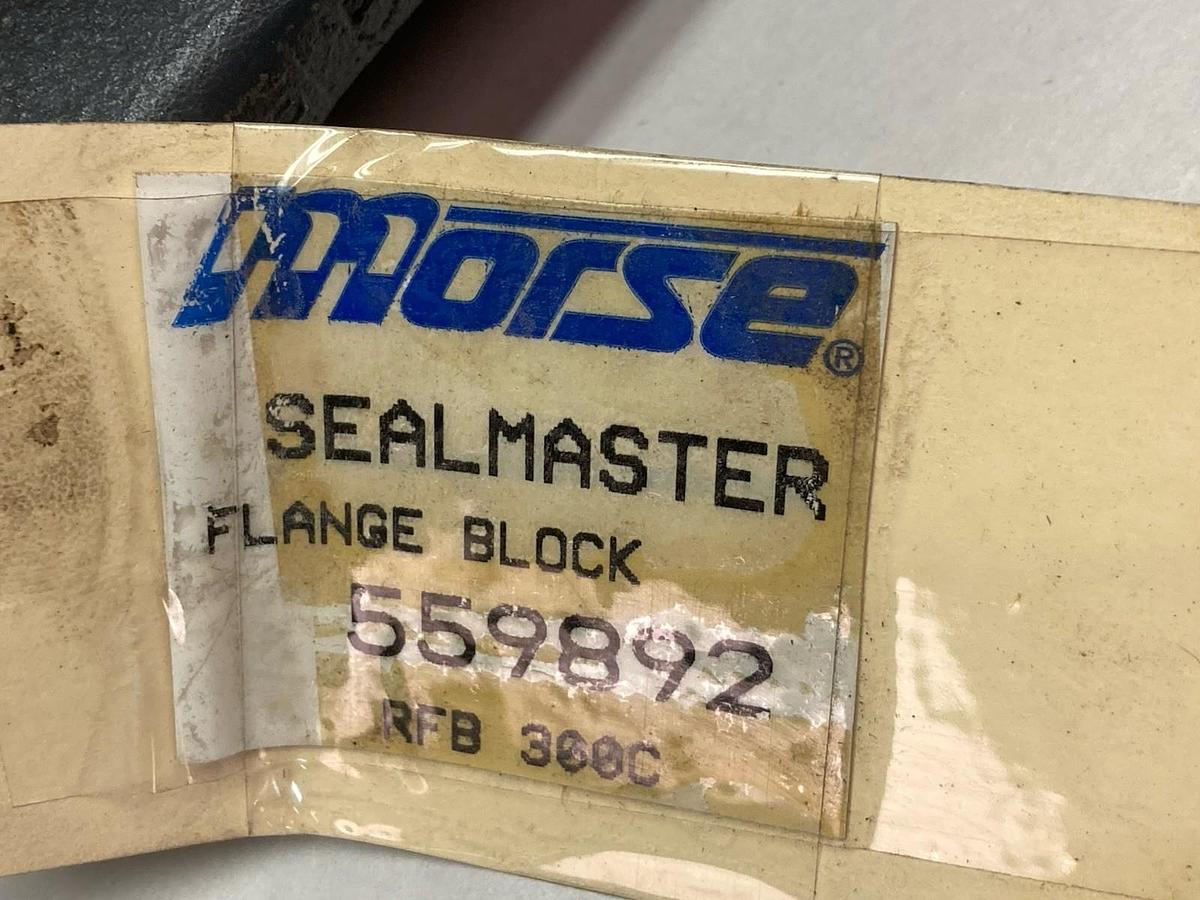 morse®
SEALMASTER
FLANGE BLOCK
559892
RFB 300C